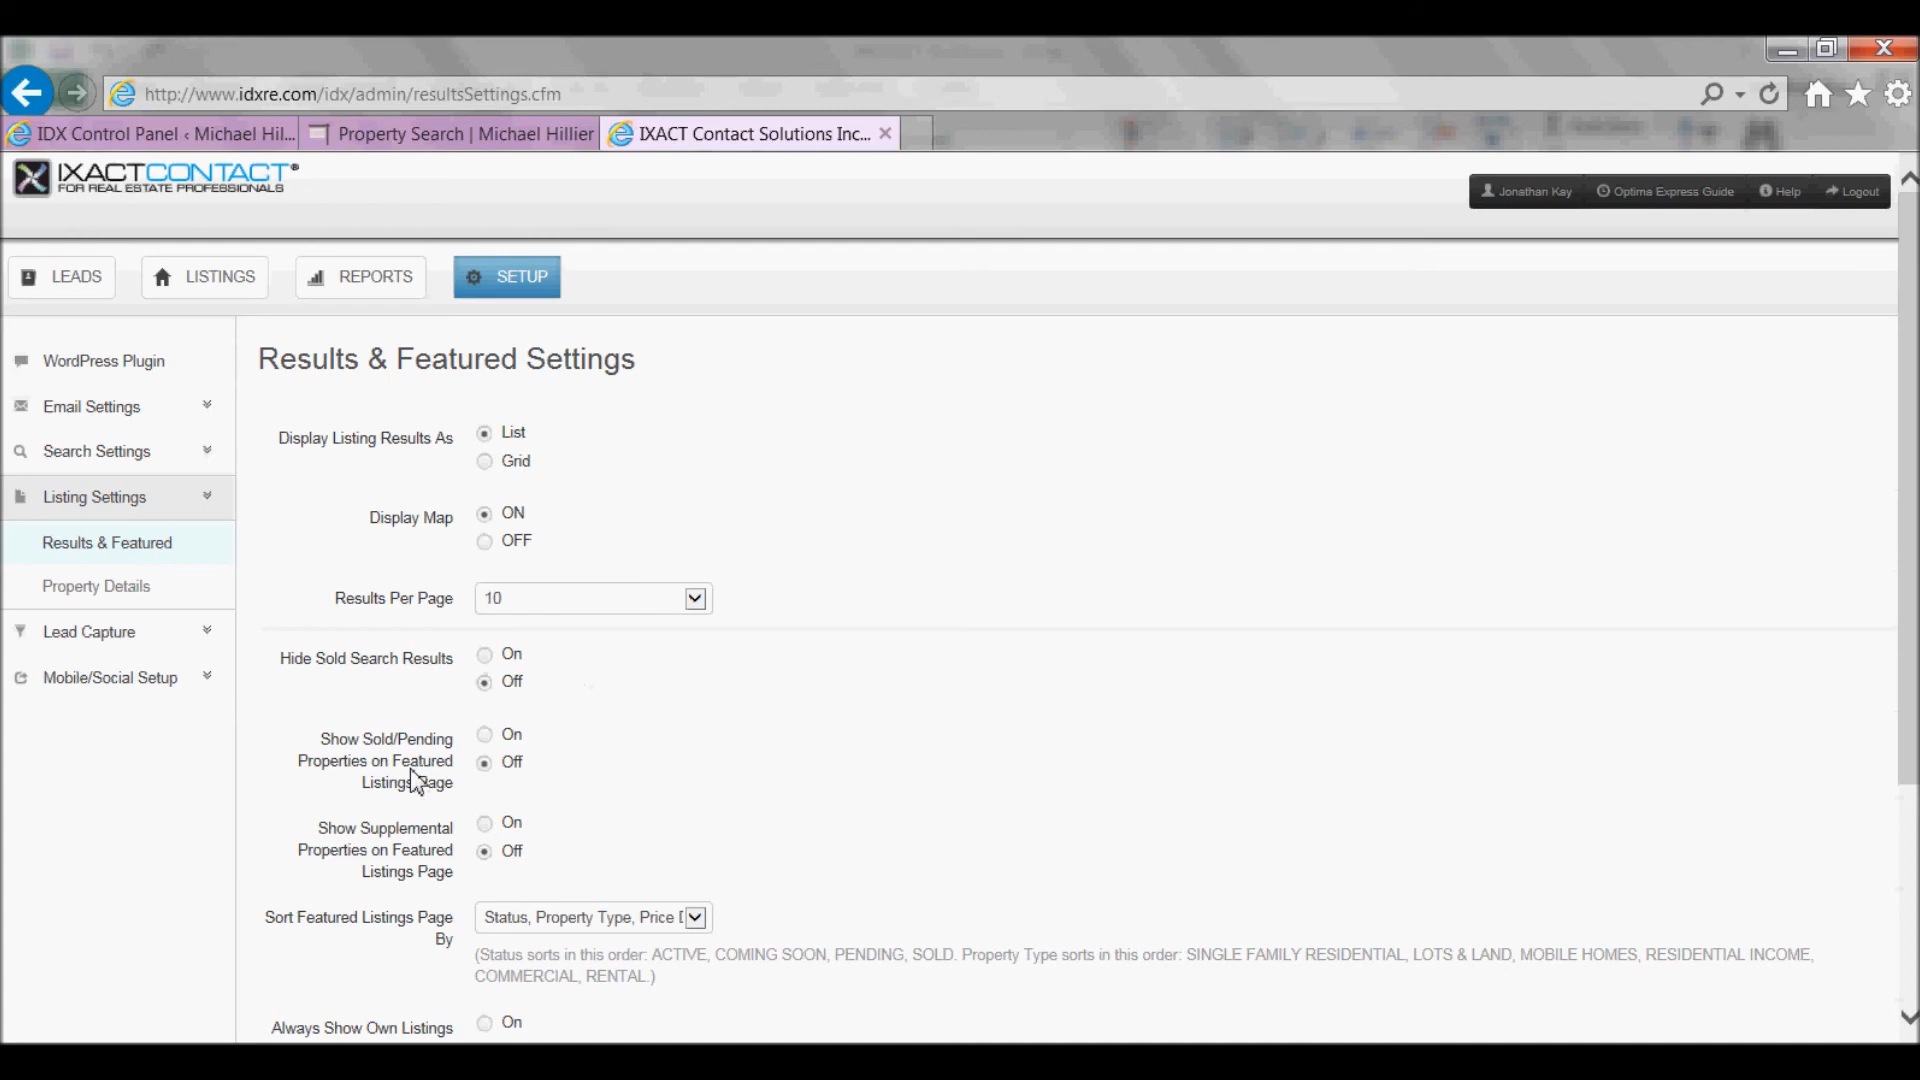 http://www.idxre.com/idx/admin/resultsSettings.cfm
IDX Control Panel ‹ Michael Hil...
Property Search | Michael Hillier
IXACT Contact Solutions Inc...
IXACTCONTACT®
FOR REAL ESTATE PROFESSIONALS
Jonathan Kay
Optima Express Guide
Help
Logout
LEADS
LISTINGS
REPORTS
SETUP
WordPress Plugin
Email Settings
Search Settings
Listing Settings
Results & Featured
Property Details
Lead Capture
Mobile/Social Setup
Results & Featured Settings
Display Listing Results As
List
Grid
Display Map
ON
OFF
Results Per Page
10
Hide Sold Search Results
On
Off
Show Sold/Pending
Properties on Featured
Listings Page
On
Off
Show Supplemental
Properties on Featured
Listings Page
On
Off
Sort Featured Listings Page
By
Status, Property Type, Price
(Status sorts in this order: ACTIVE, COMING SOON, PENDING, SOLD. Property Type sorts in this order: SINGLE FAMILY RESIDENTIAL, LOTS & LAND, MOBILE HOMES, RESIDENTIAL INCOME,
COMMERCIAL, RENTAL.)
Always Show Own Listings
On